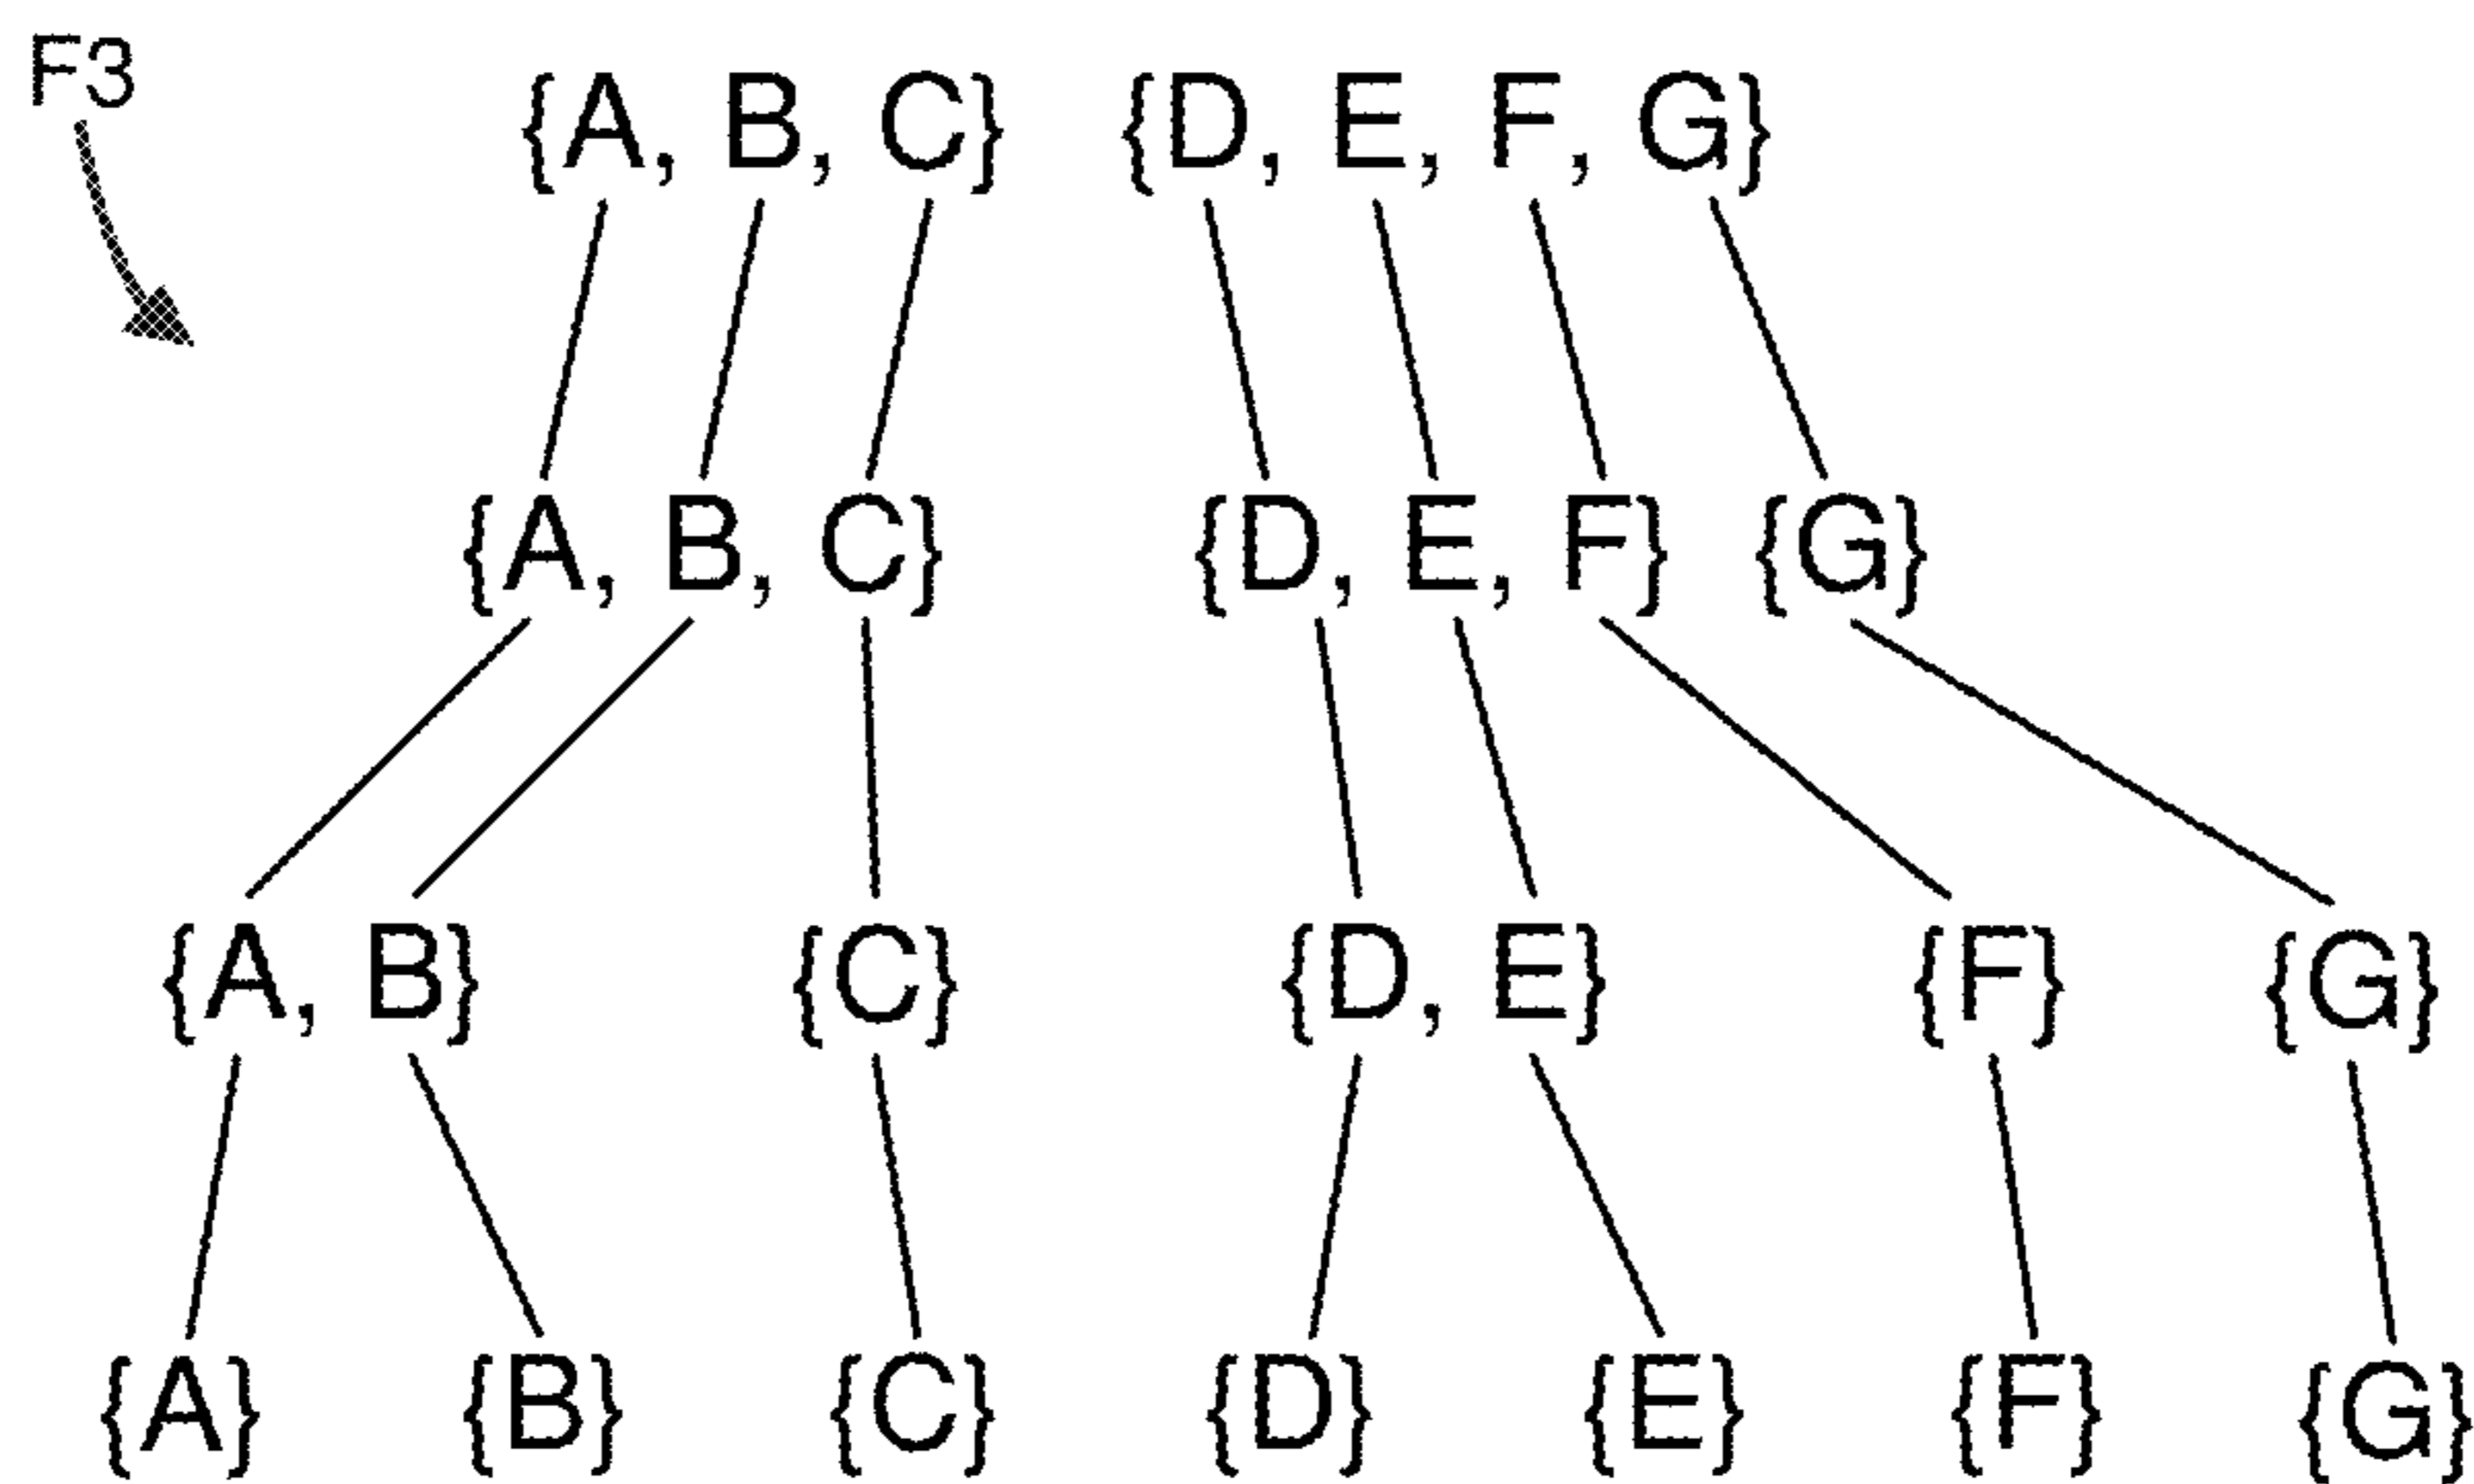 F3
{A, B, C} {D, E, F, G}
{A, B, C} {D, E, F} {G}
{A, B} {C} {D, E} {F} {G}
{A} {B} {C} {D} {E} {F} {G}